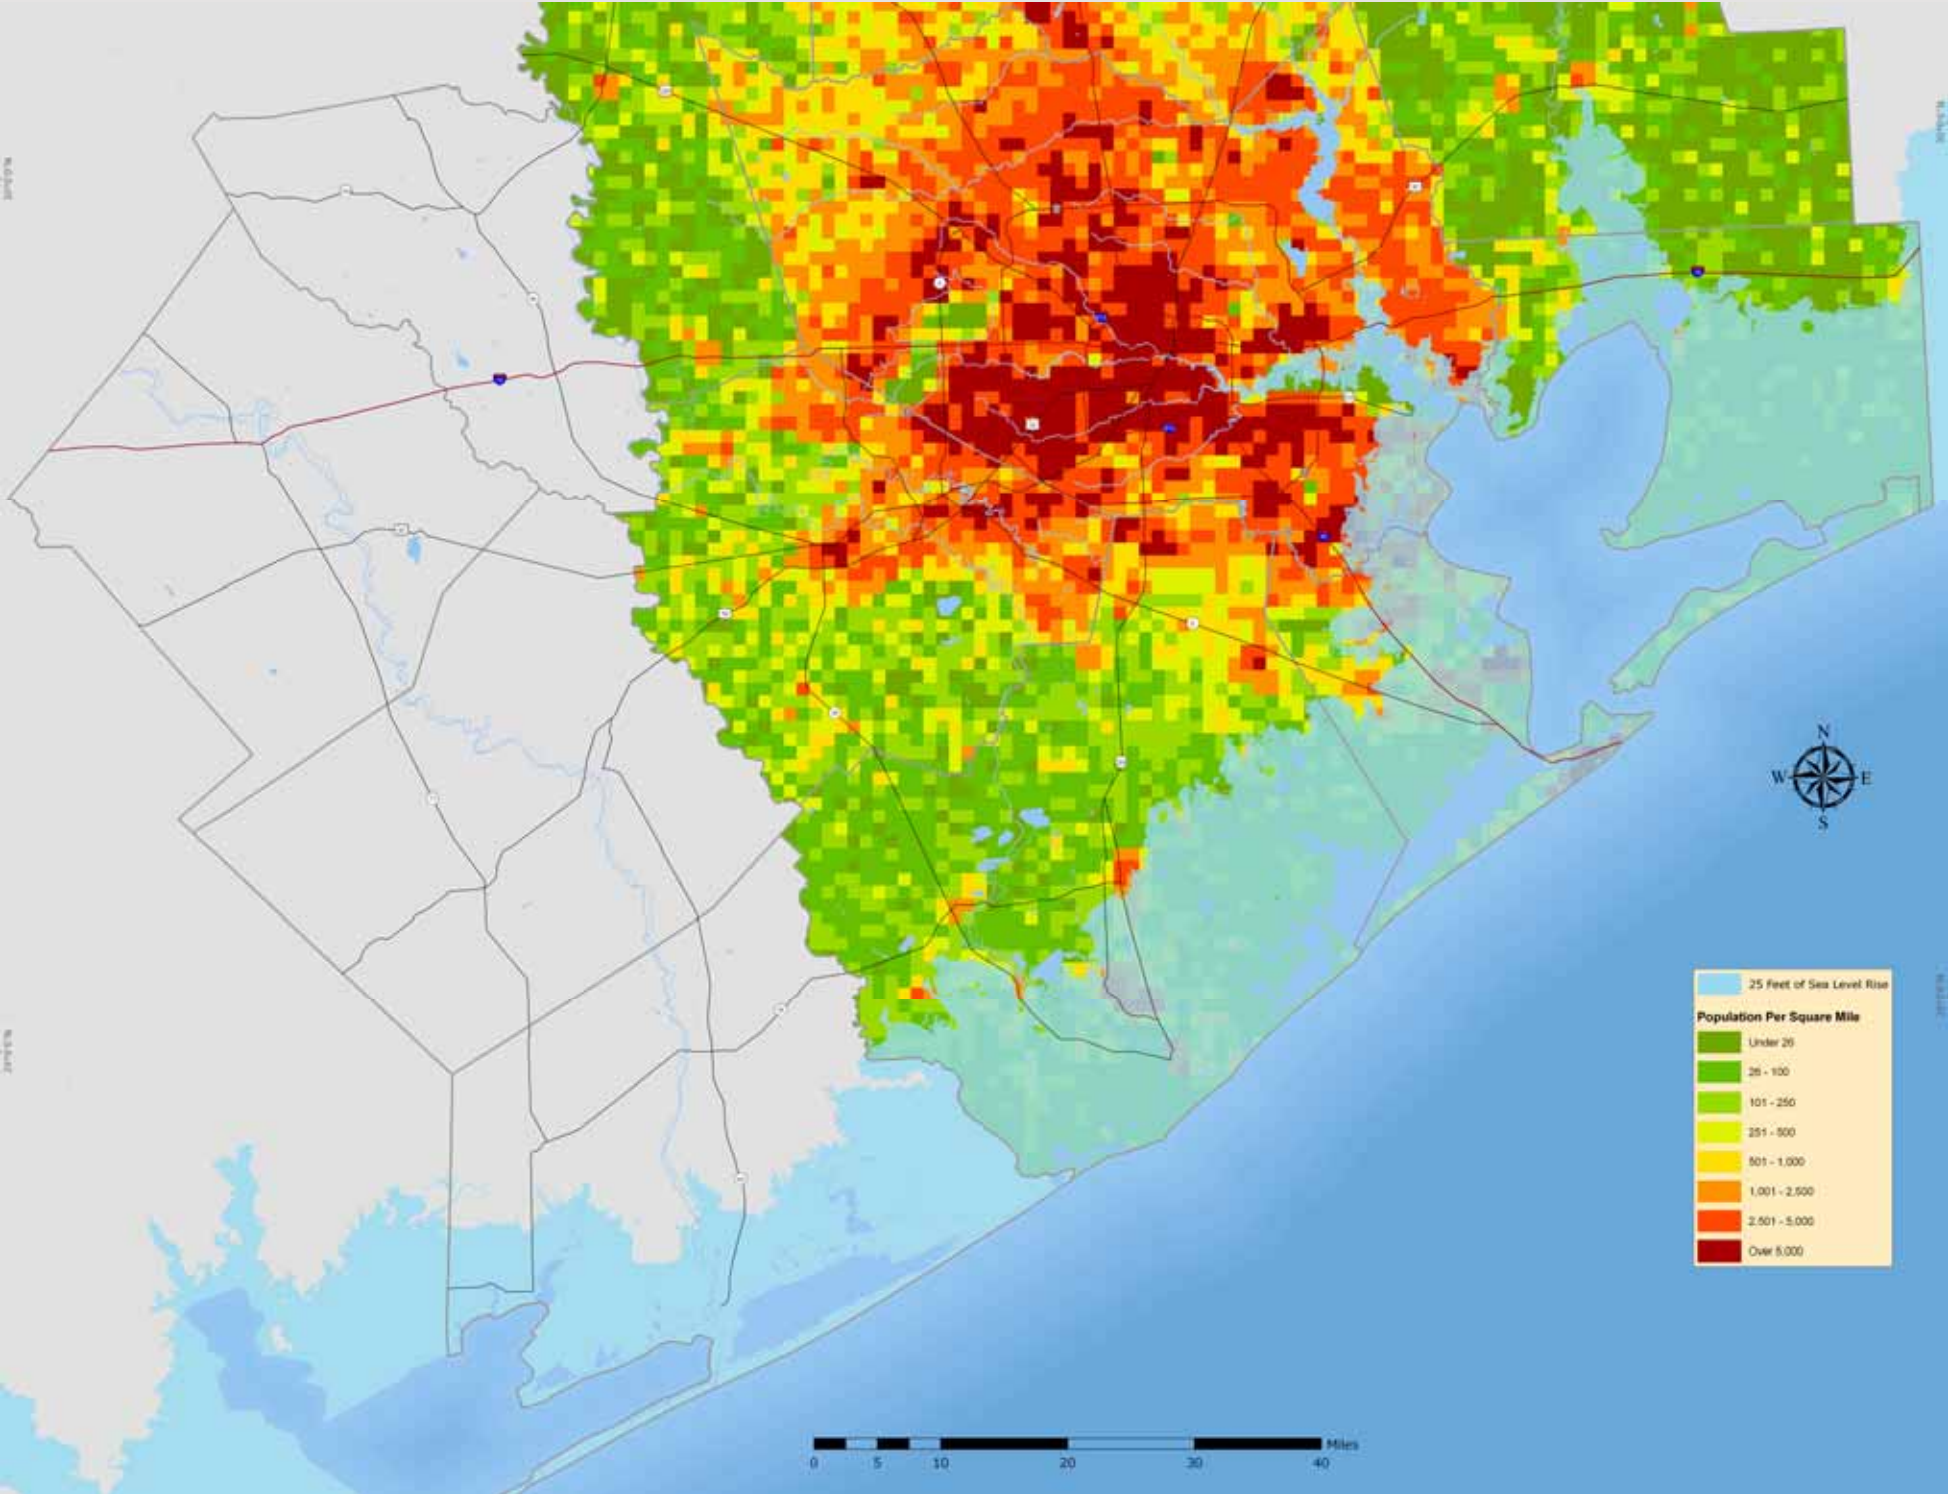 N
W E
S
25 Feet of Sea Level Rise
Population Per Square Mile
Under 26
26 - 100
101 - 250
251 - 500
501 - 1,000
1,001 - 2,500
2,501 - 5,000
Over 5,000
Miles
0 5 10 20 30 40